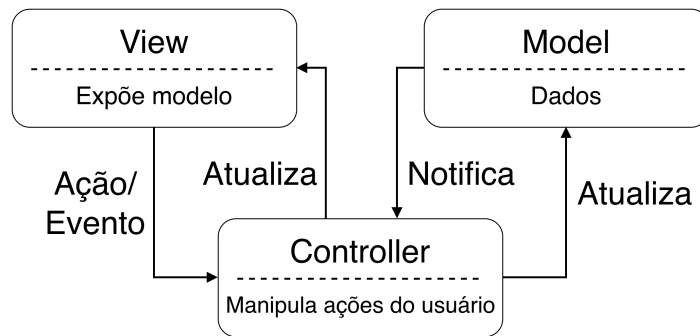 View
Expõe modelo
Model
Dados
Ação/
Evento
Atualiza
Notifica
Atualiza
Controller
Manipula ações do usuário